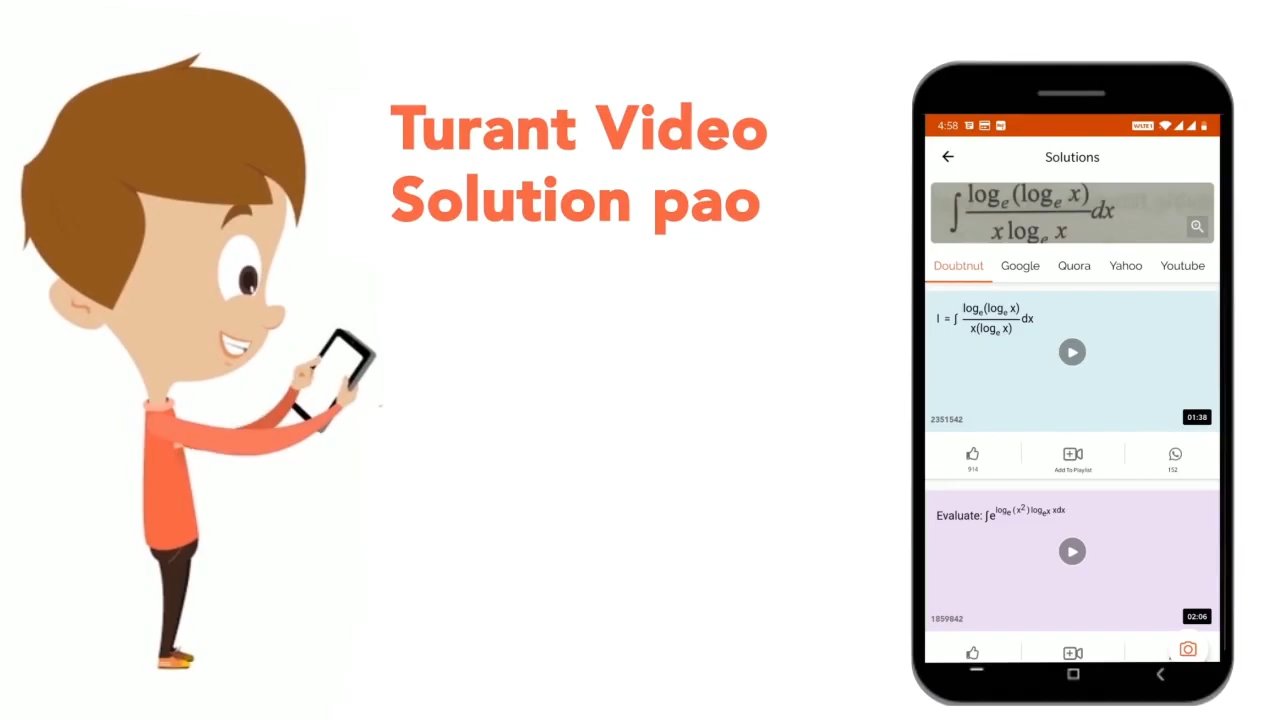 Turant Video
Solution pao
4:58
Solutions
∫ logₑ(logₑ x) / x logₑ x dx
Doubtnut Google Quora Yahoo Youtube
I = ∫ logₑ(logₑ x) / x(logₑ x) dx
2351542 01:38
914 Add To Playlist 152
Evaluate: ∫e^logₑ(x²)logₑx xdx
1859842 02:06